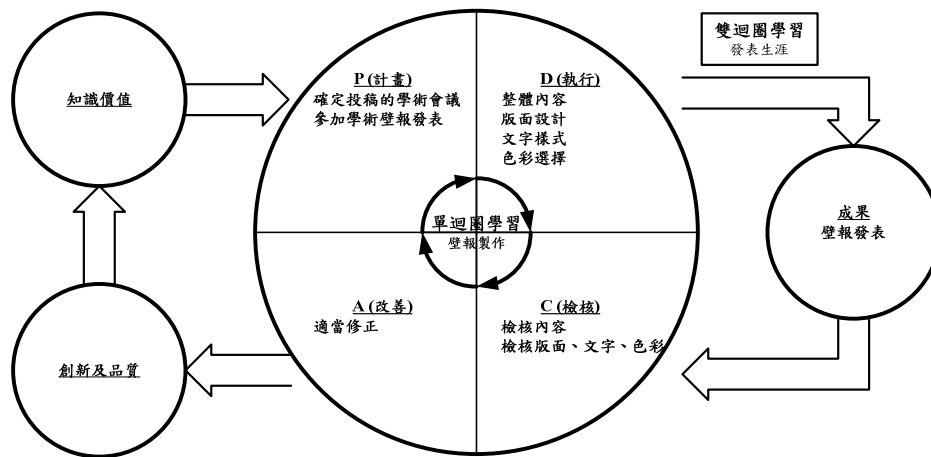 雙迴圈學習
發表生涯
知識價值
P (計畫)
確定投稿的學術會議
參加學術壁報發表
D (執行)
整體內容
版面設計
文字樣式
色彩選擇
單迴圈學習
壁報製作
成果
壁報發表
A (改善)
適當修正
C (檢核)
檢核內容
檢核版面、文字、色彩
創新及品質